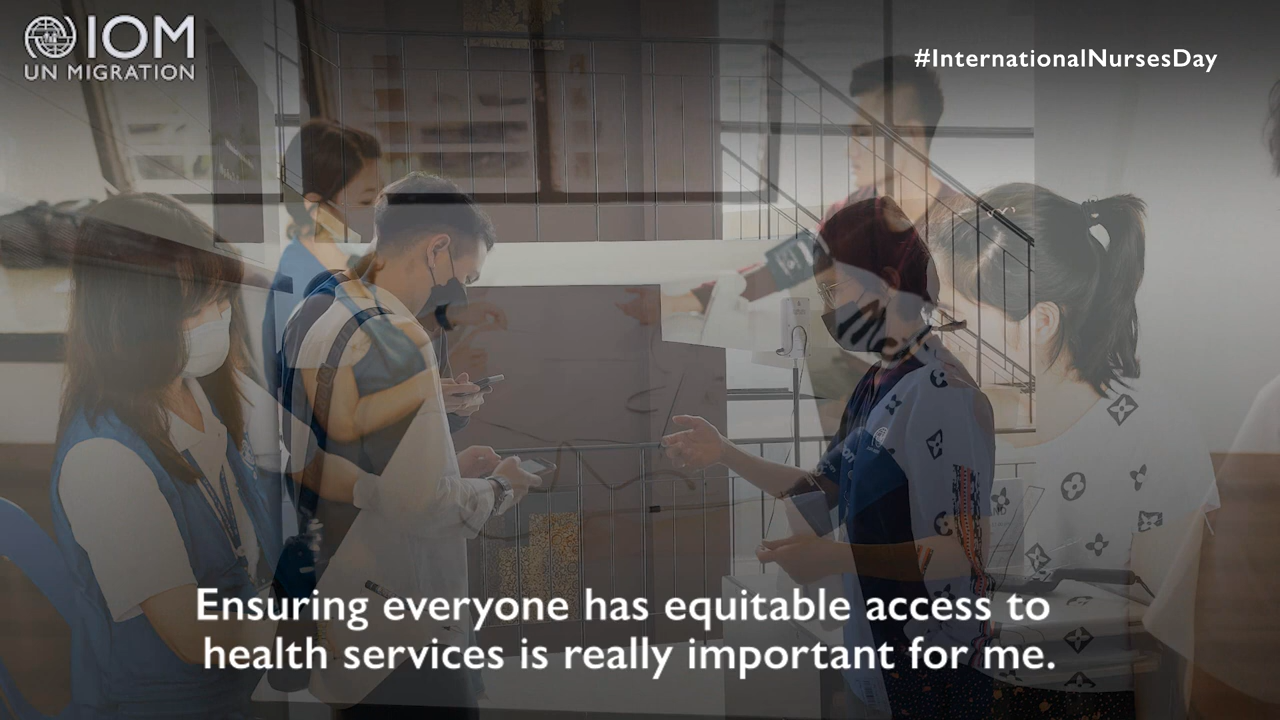 IOM
UN MIGRATION
#InternationalNursesDay
Ensuring everyone has equitable access to
health services is really important for me.